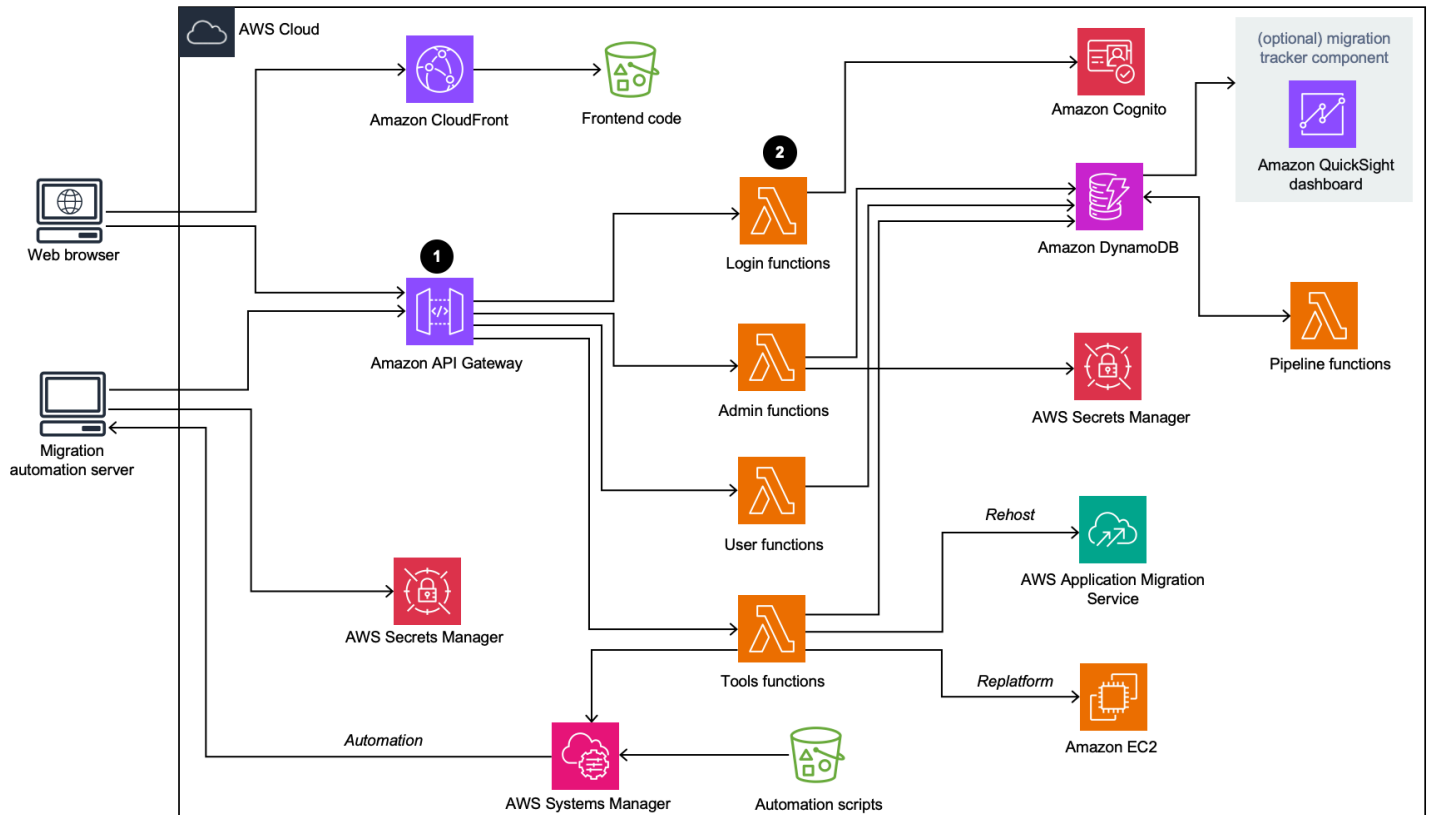 AWS Cloud
(optional) migration
tracker component
Amazon CloudFront
Frontend code
Amazon Cognito
2
Amazon QuickSight
dashboard
Web browser
Login functions
Amazon DynamoDB
1
Amazon API Gateway
Pipeline functions
Admin functions
AWS Secrets Manager
Migration
automation server
Rehost
User functions
AWS Application Migration
Service
AWS Secrets Manager
Tools functions
Replatform
Automation
Amazon EC2
AWS Systems Manager
Automation scripts